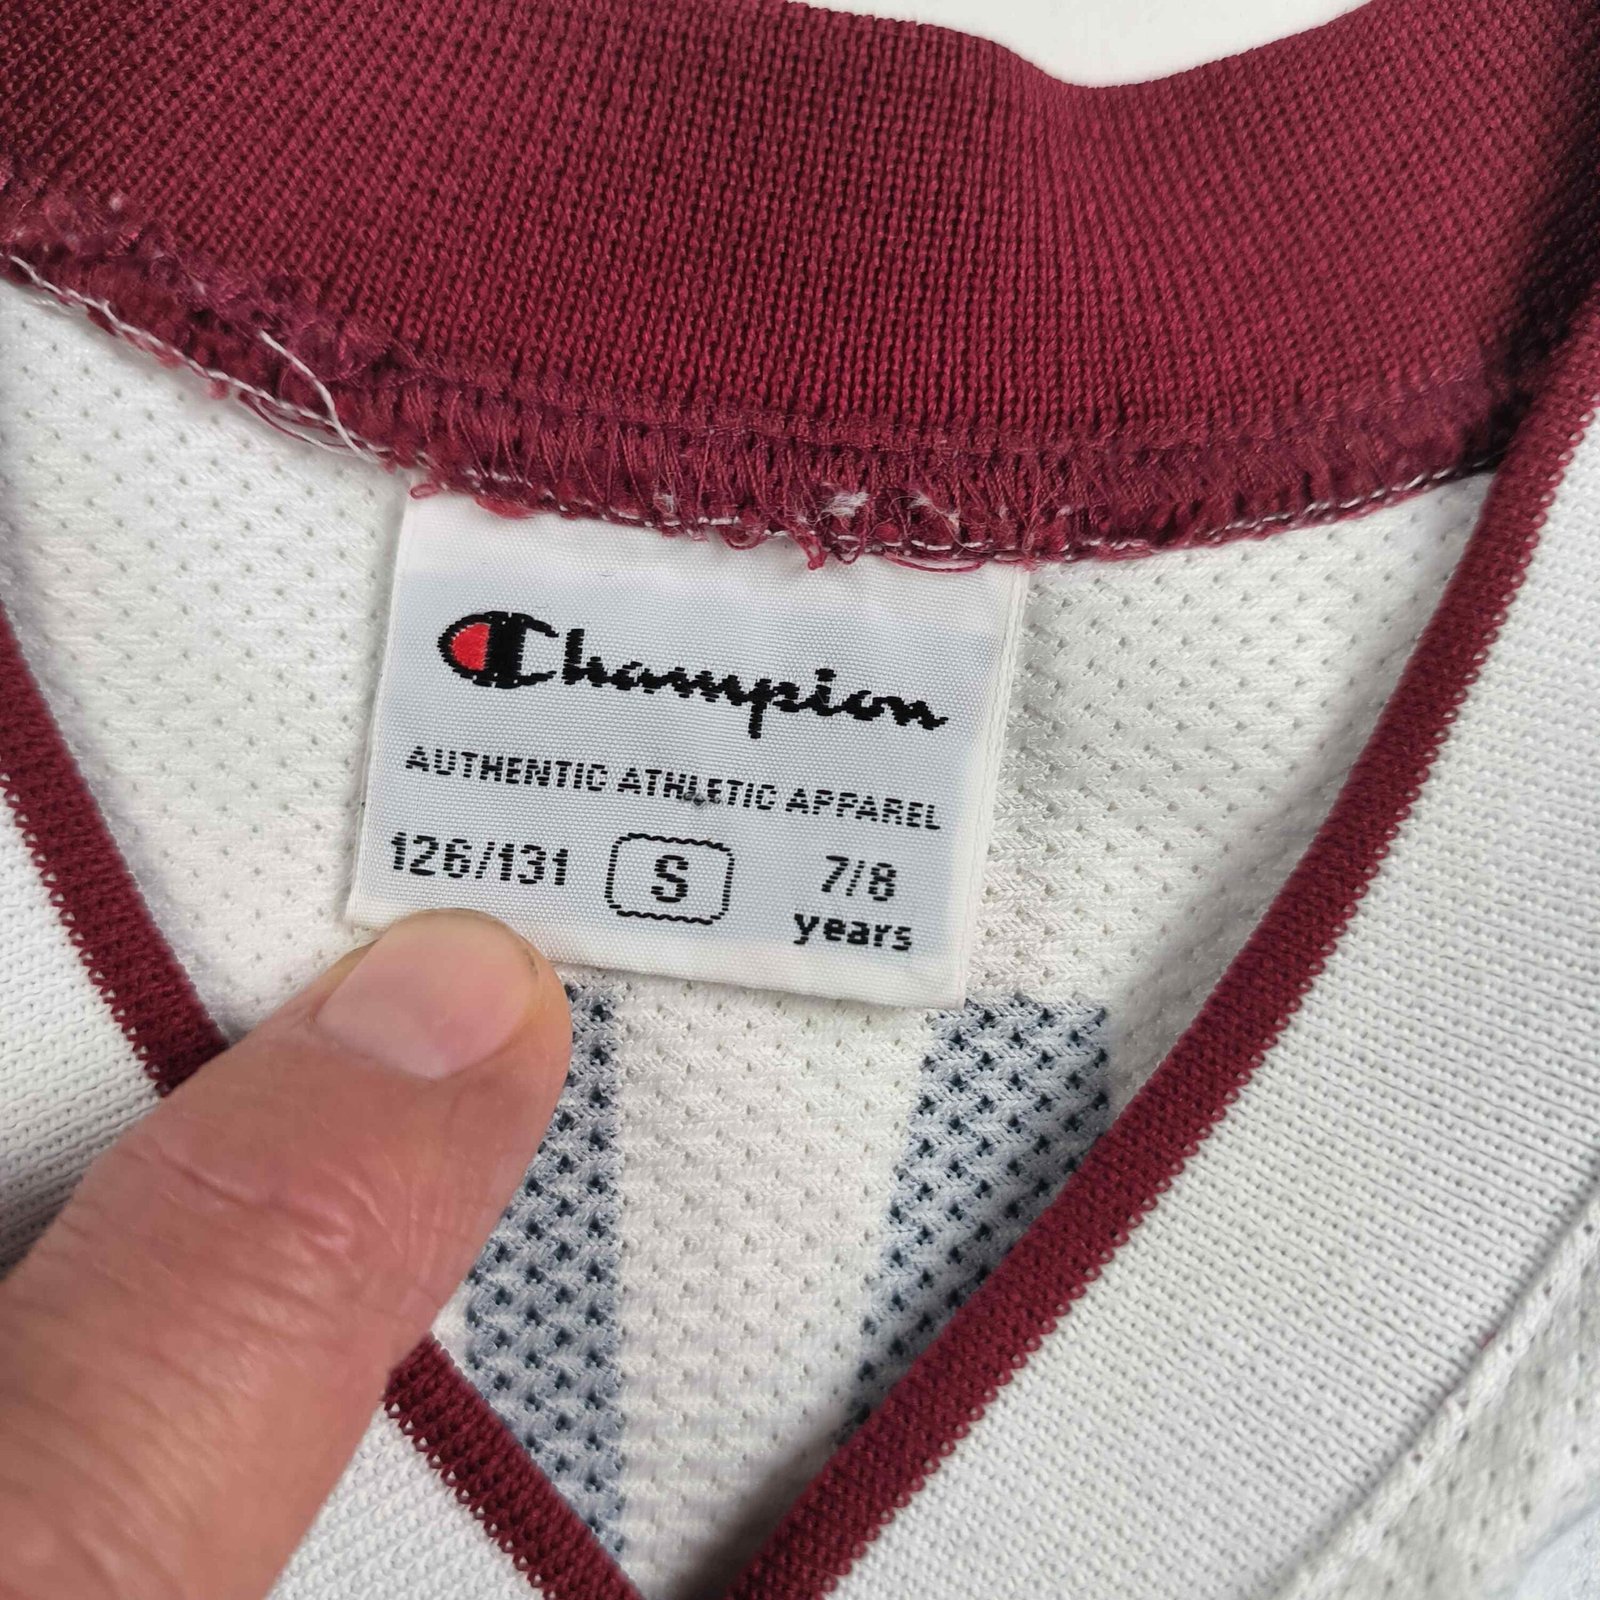 Champion
AUTHENTIC ATHLETIC APPAREL
126/131 S 7/8
years